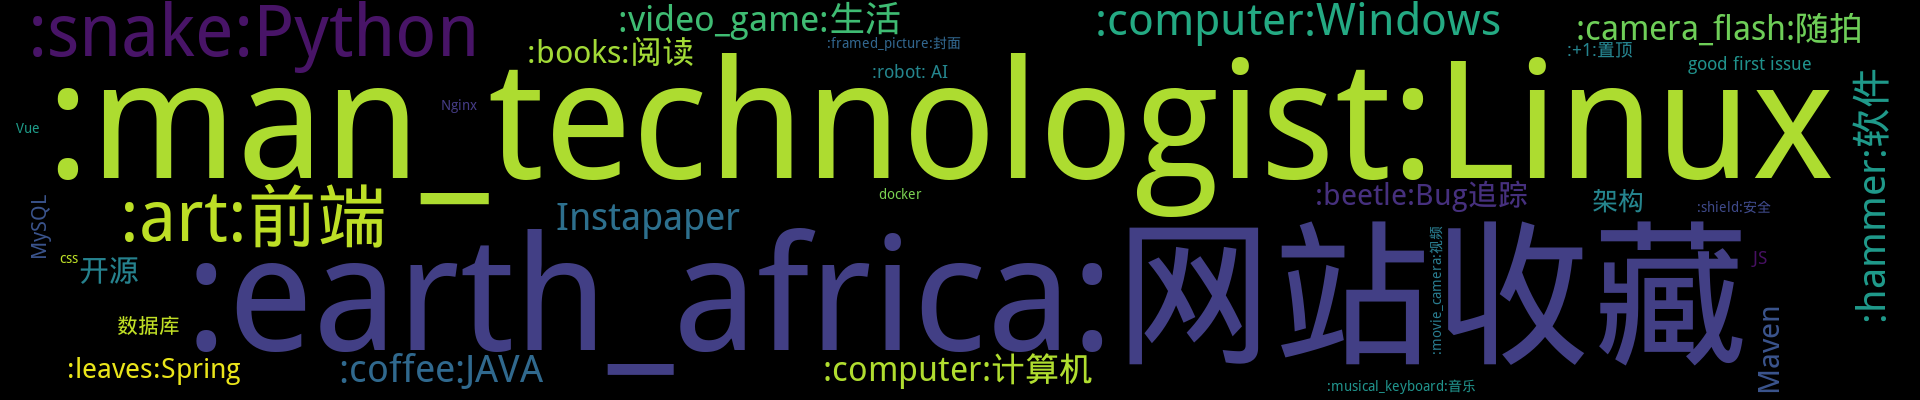 :snake:Python
:video_game:生活
:computer:Windows
:camera_flash:随拍
:books:阅读
:framed_picture:封面
:+1:置顶
:robot: AI
good first issue
Nginx
Vue
:man_technologist:Linux
:hammer:软件
:art:前端
docker
:beetle:Bug追踪
架构
:shield:安全
MySQL
Instapaper
css
开源
:earth_africa:网站收藏
:movie_camera:视频
JS
数据库
Maven
:leaves:Spring
:coffee:JAVA
:computer:计算机
:musical_keyboard:音乐